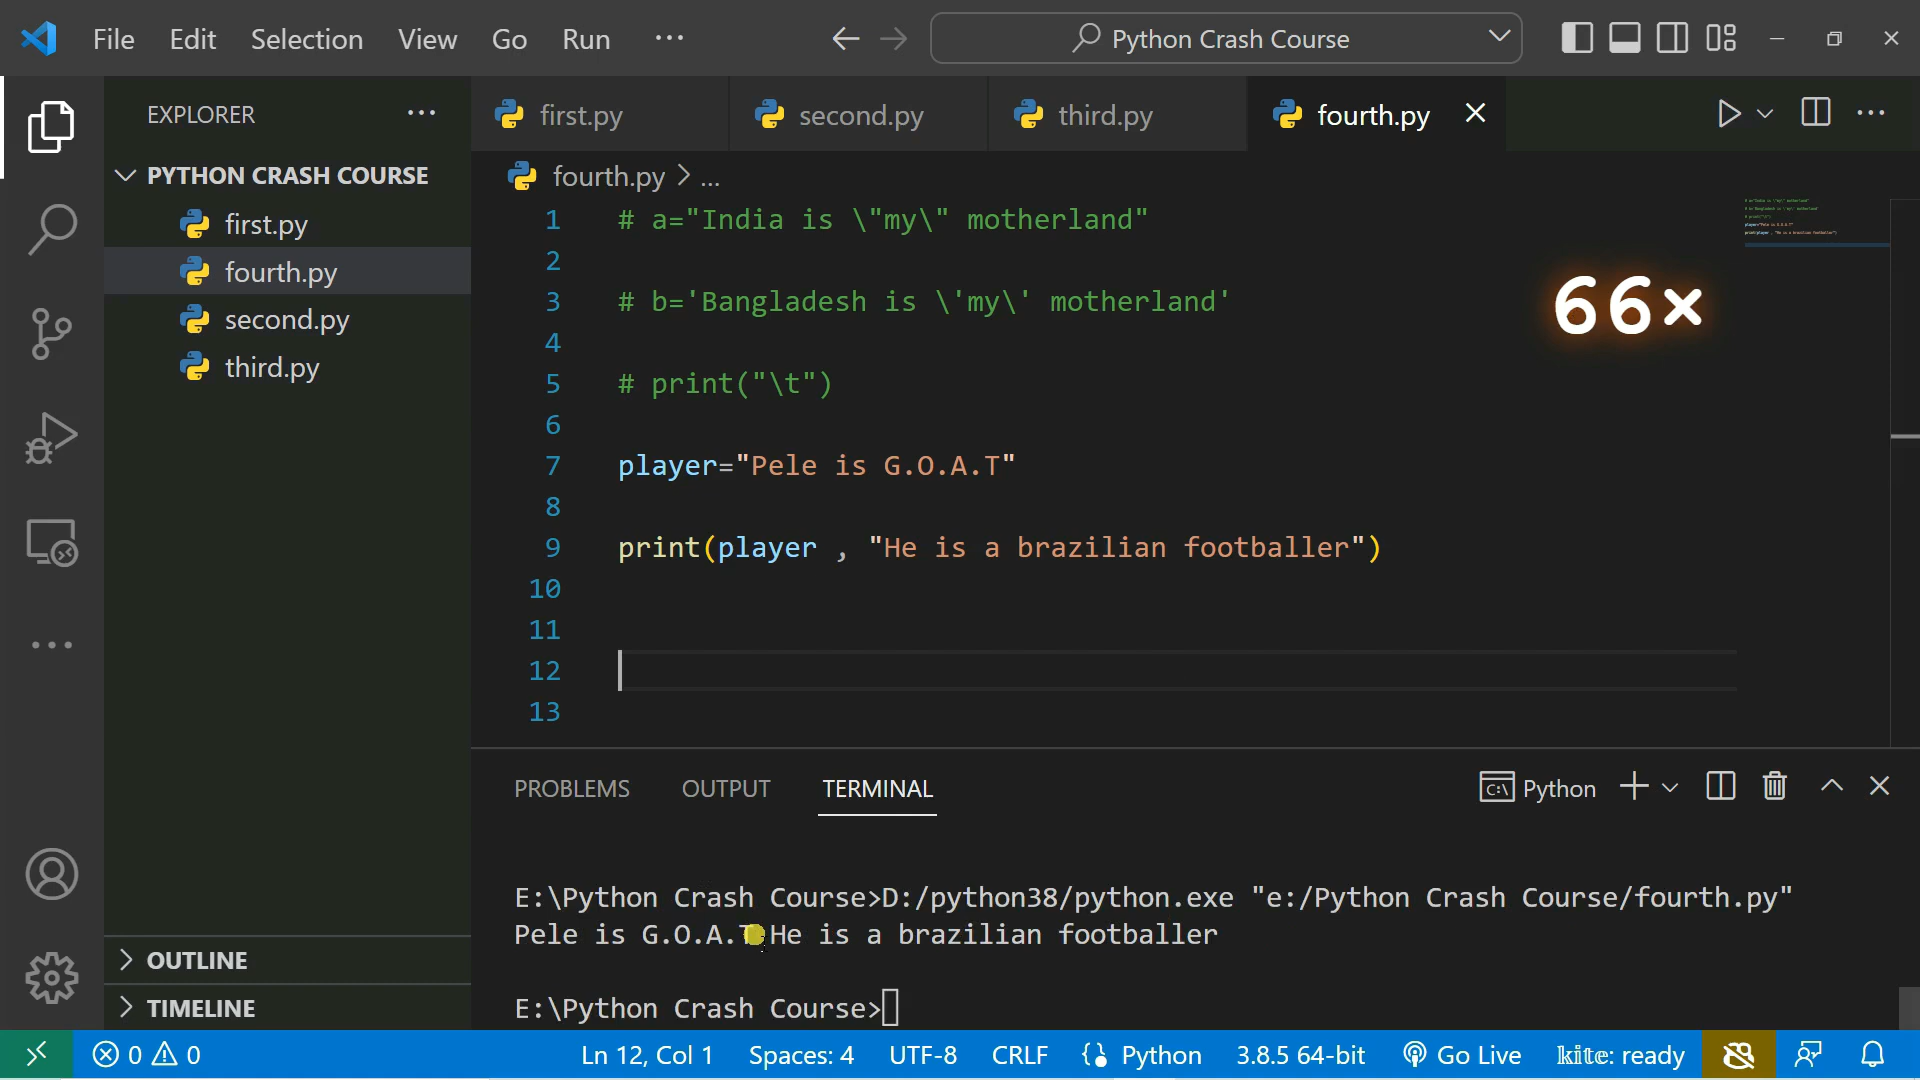 File Edit Selection View Go Run ··· Python Crash Course
EXPLORER ···
PYTHON CRASH COURSE
first.py
fourth.py
second.py
third.py
OUTLINE
TIMELINE
first.py second.py third.py fourth.py
fourth.py > ...
1 # a="India is \"my\" motherland"
2
3 # b='Bangladesh is \'my\' motherland'
4
5 # print("\t")
6
7 player="Pele is G.O.A.T"
8
9 print(player , "He is a brazilian footballer")
10
11
12
13
66×
PROBLEMS OUTPUT TERMINAL Python
E:\Python Crash Course>D:/python38/python.exe "e:/Python Crash Course/fourth.py"
Pele is G.O.A.T He is a brazilian footballer
E:\Python Crash Course>
0 0 Ln 12, Col 1 Spaces: 4 UTF-8 CRLF Python 3.8.5 64-bit Go Live kite: ready